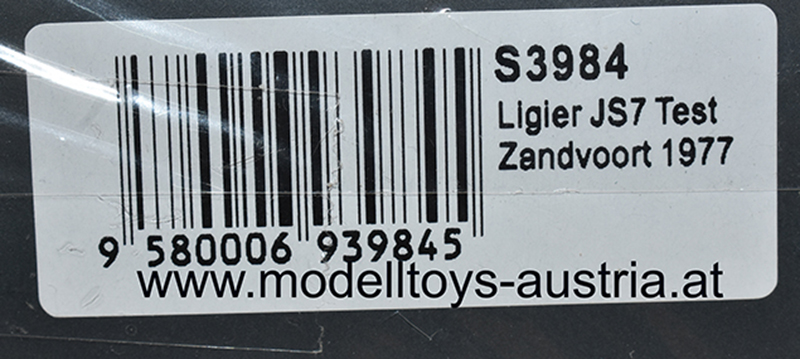 S3984
Ligier JS7 Test
Zandvoort 1977
9 580006 939845
www.modelltoys-austria.at